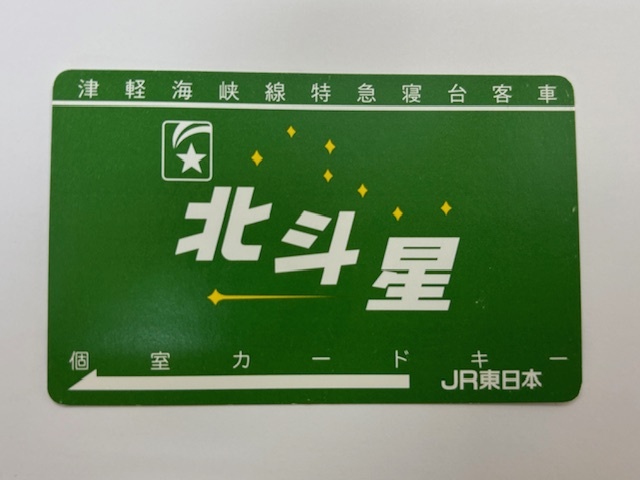 津軽海峡線特急寝台客車
北斗星
個室カードキー
JR東日本